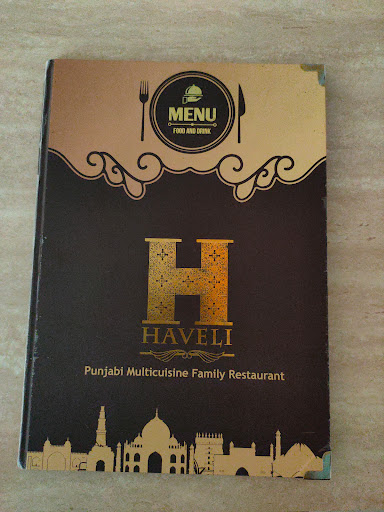 MENU
FOOD AND DRINK
H
HAVELI
Punjabi Multicuisine Family Restaurant